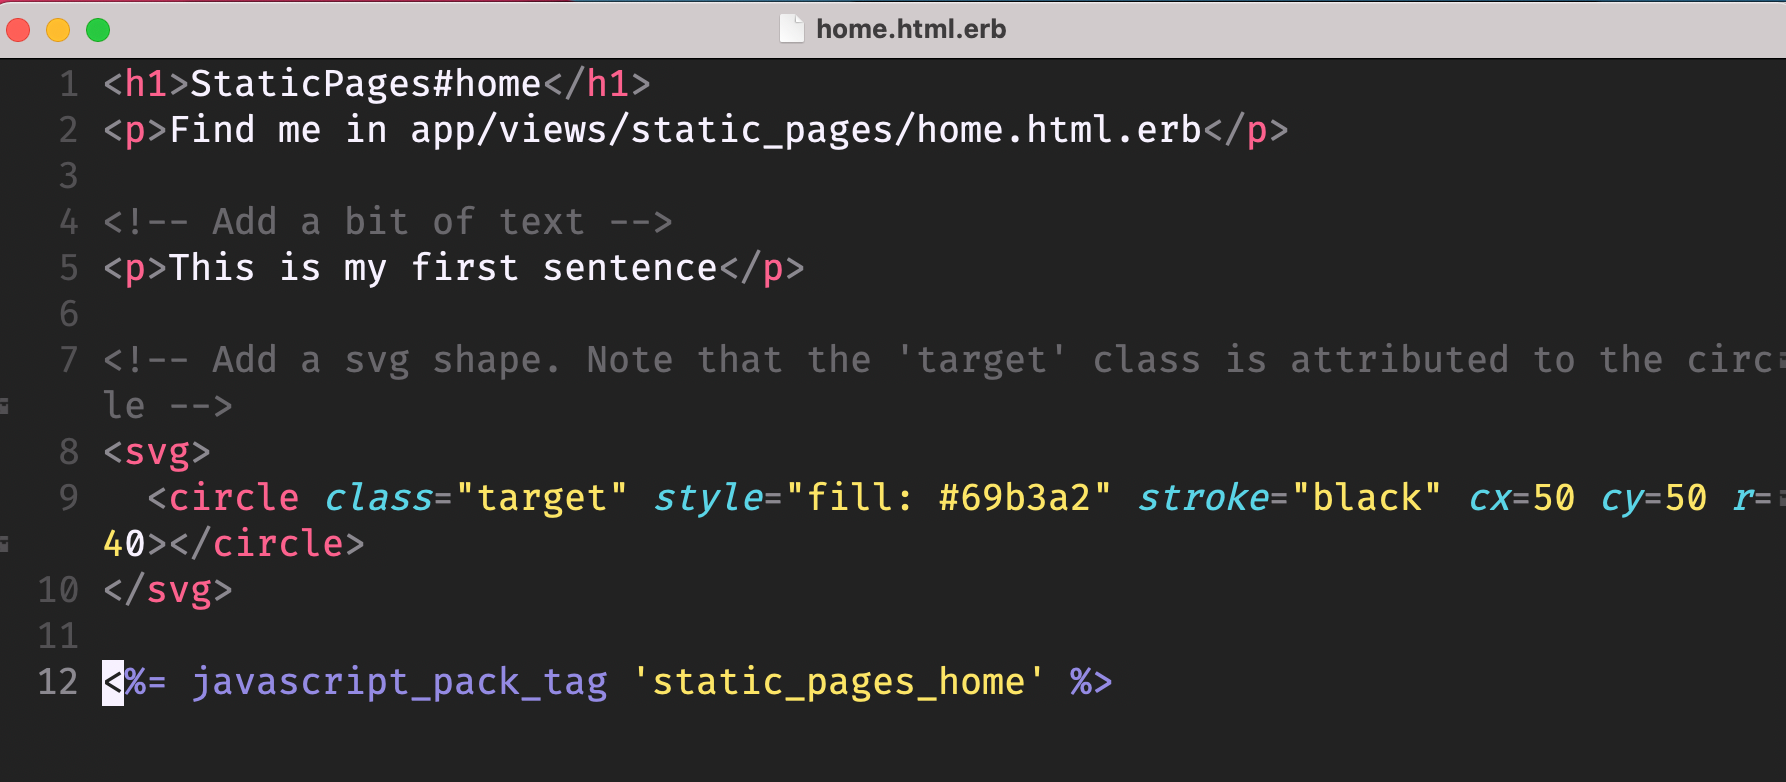 home.html.erb
1 <h1>StaticPages#home</h1>
2 <p>Find me in app/views/static_pages/home.html.erb</p>
3
4 <!-- Add a bit of text -->
5 <p>This is my first sentence</p>
6
7 <!-- Add a svg shape. Note that the 'target' class is attributed to the circ
le -->
8 <svg>
9   <circle class="target" style="fill: #69b3a2" stroke="black" cx=50 cy=50 r=
40></circle>
10 </svg>
11
12 <%= javascript_pack_tag 'static_pages_home' %>